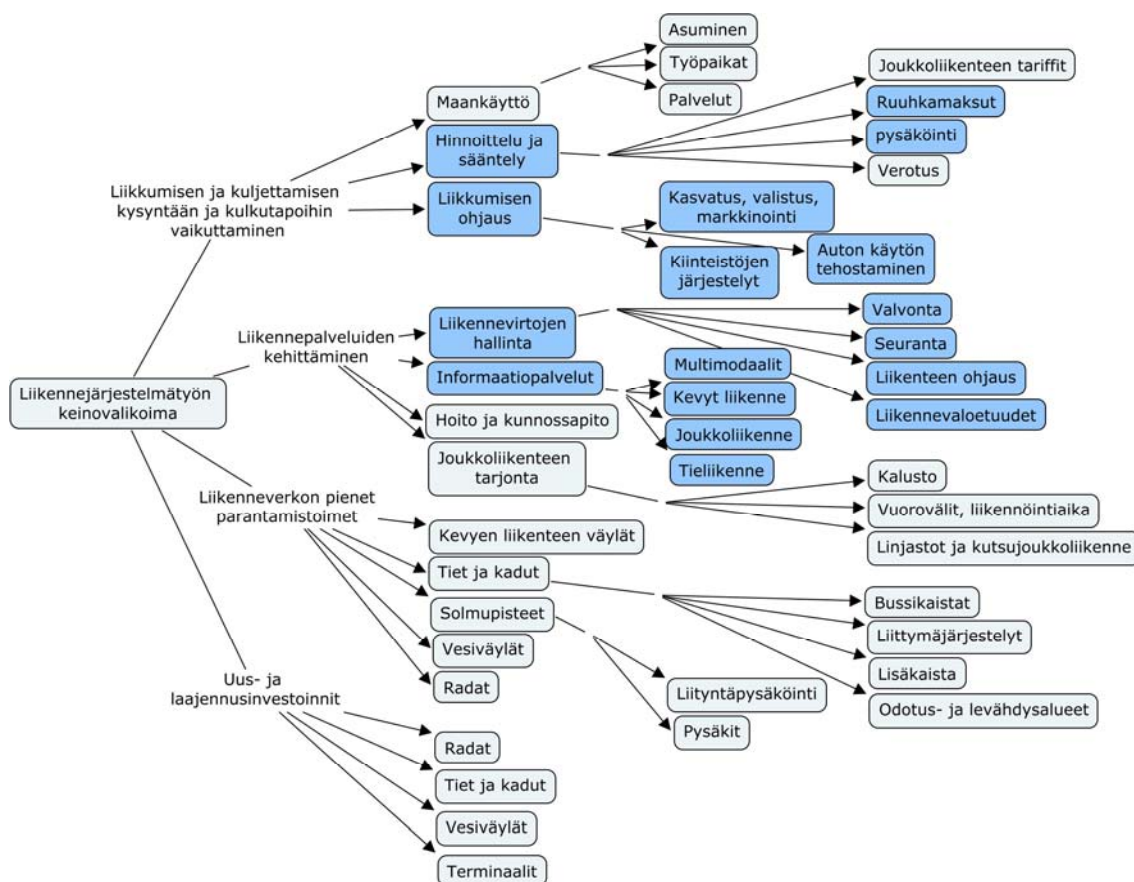 Liikennejärjestelmätyön
keinovalikoima
Liikkumisen ja kuljettamisen
kysyntään ja kulkutapoihin
vaikuttaminen
Maankäyttö
Asuminen
Työpaikat
Palvelut
Hinnoittelu ja
sääntely
Joukkoliikenteen tariffit
Ruuhkamaksut
pysäköinti
Verotus
Liikkumisen
ohjaus
Kasvatus, valistus,
markkinointi
Kiinteistöjen
järjestelyt
Auton käytön
tehostaminen
Liikennepalveluiden
kehittäminen
Liikennevirtojen
hallinta
Valvonta
Seuranta
Liikenteen ohjaus
Liikennevaloetuudet
Informaatiopalvelut
Multimodaalit
Kevyt liikenne
Joukkoliikenne
Tieliikenne
Hoito ja kunnossapito
Joukkoliikenteen
tarjonta
Kalusto
Vuorovälit, liikennöintiaika
Linjastot ja kutsujoukkoliikenne
Liikenneverkon pienet
parantamistoimet
Kevyen liikenteen väylät
Tiet ja kadut
Bussikaistat
Liittymäjärjestelyt
Lisäkaista
Odotus- ja levähdysalueet
Solmupisteet
Liityntäpysäköinti
Pysäkit
Vesiväylät
Radat
Uus- ja
laajennusinvestoinnit
Radat
Tiet ja kadut
Vesiväylät
Terminaalit